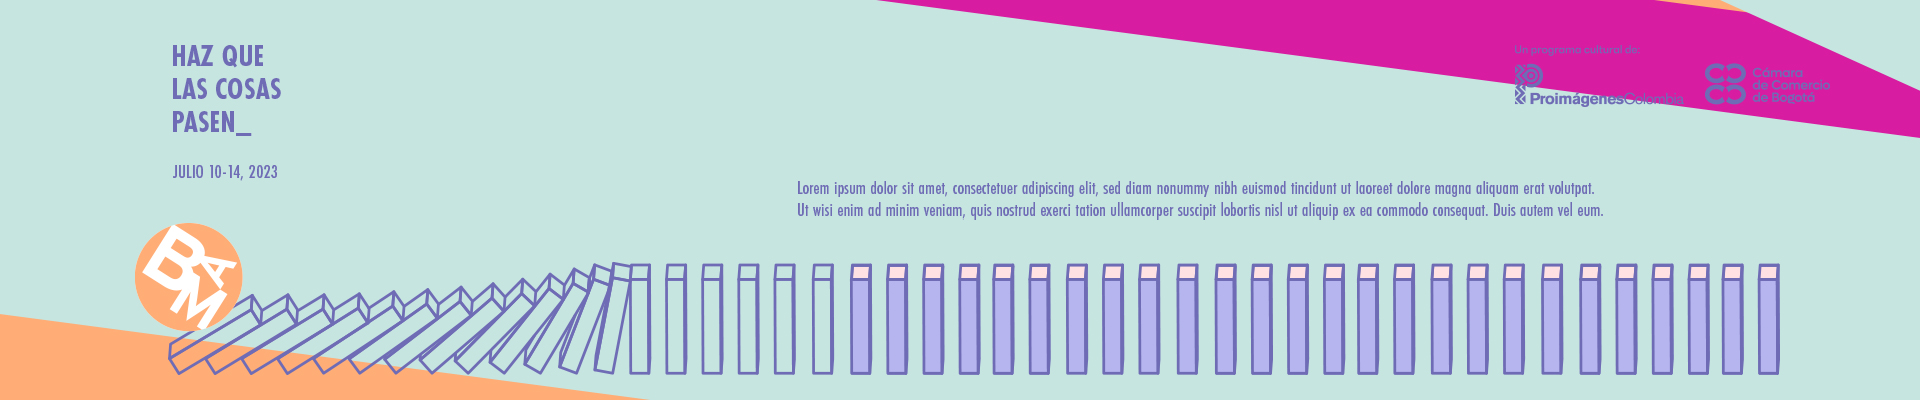 HAZ QUE
LAS COSAS
PASEN_
JULIO 10-14, 2023
BAM
Un programa cultural de:
ProimágenesColombia
Cámara
de Comercio
de Bogotá
Lorem ipsum dolor sit amet, consectetuer adipiscing elit, sed diam nonummy nibh euismod tincidunt ut laoreet dolore magna aliquam erat volutpat.
Ut wisi enim ad minim veniam, quis nostrud exerci tation ullamcorper suscipit lobortis nisl ut aliquip ex ea commodo consequat. Duis autem vel eum.